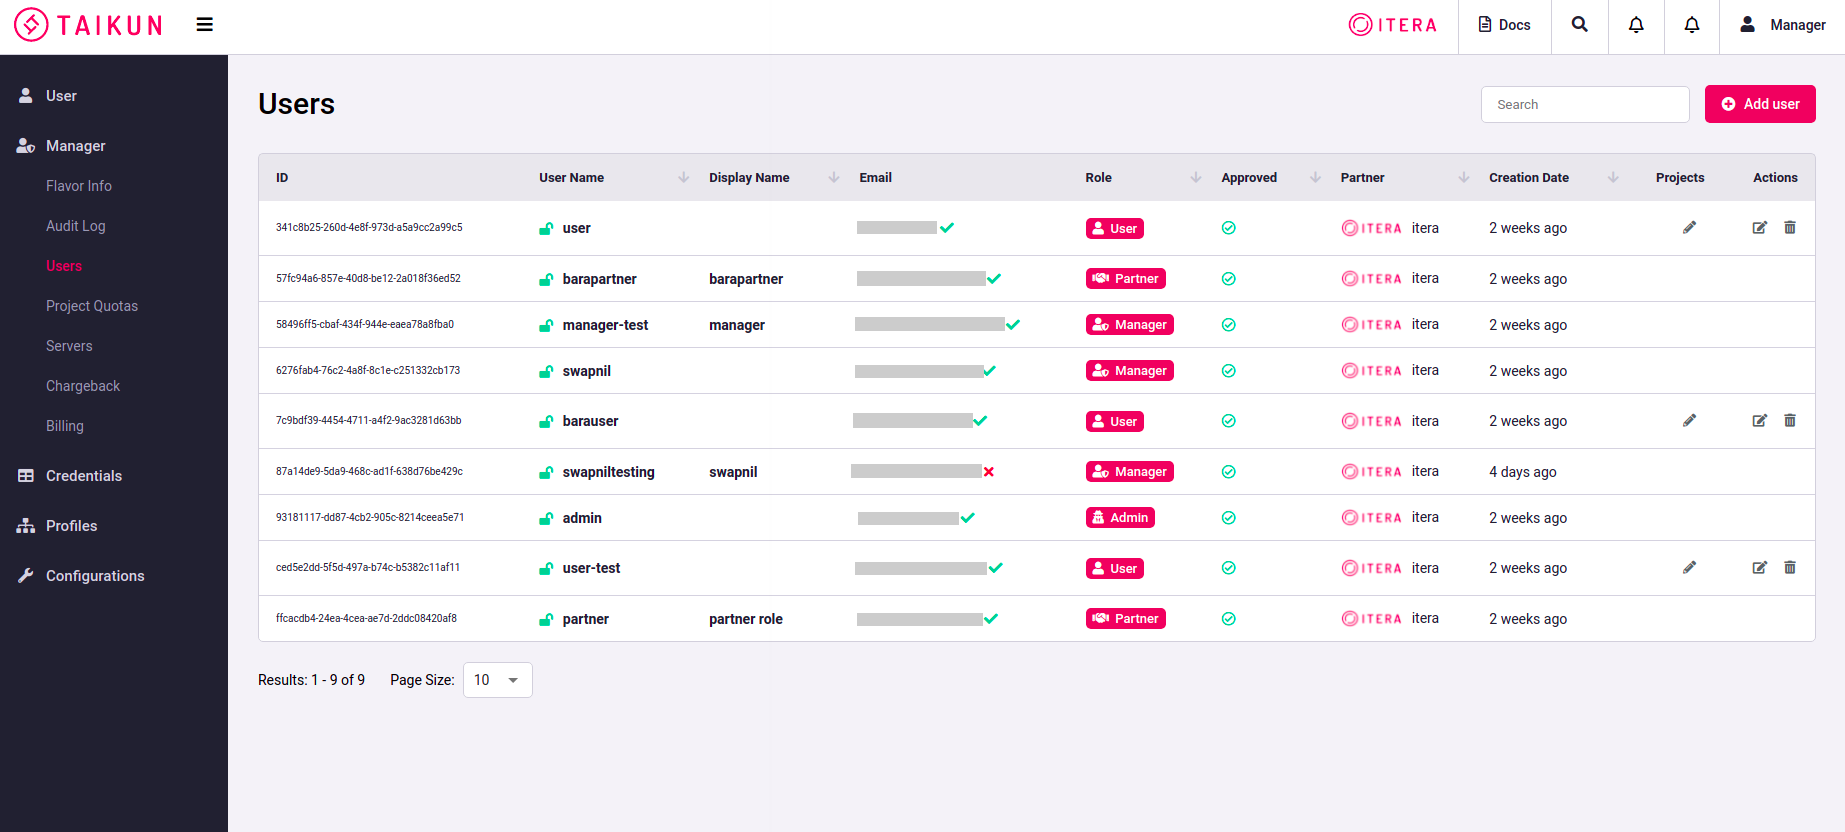 TAIKUN
ITERA
Docs
Manager
User
Manager
Flavor Info
Audit Log
Users
Project Quotas
Servers
Chargeback
Billing
Credentials
Profiles
Configurations
Users
Search
Add user
ID User Name Display Name Email Role Approved Partner Creation Date Projects Actions
341c8b25-260d-4e8f-973d-a5a9cc2a99c5 user User ITERA itera 2 weeks ago
57fc94a6-857e-40d8-be12-2a018f36ed52 barapartner barapartner Partner ITERA itera 2 weeks ago
58496ff5-cbaf-434f-944e-eaea78a8fba0 manager-test manager Manager ITERA itera 2 weeks ago
6276fab4-76c2-4a8f-8c1e-c251332cb173 swapnil Manager ITERA itera 2 weeks ago
7c9bdf39-4454-4711-a4f2-9ac3281d63bb barauser User ITERA itera 2 weeks ago
87a14de9-5da9-468c-ad1f-638d76be429c swapniltesting swapnil Manager ITERA itera 4 days ago
93181117-dd87-4cb2-905c-8214ceea5e71 admin Admin ITERA itera 2 weeks ago
ced5e2dd-5f5d-497a-b74c-b5382c11af11 user-test User ITERA itera 2 weeks ago
ffcacdb4-24ea-4cea-ae7d-2ddc08420af8 partner partner role Partner ITERA itera 2 weeks ago
Results: 1 - 9 of 9 Page Size: 10